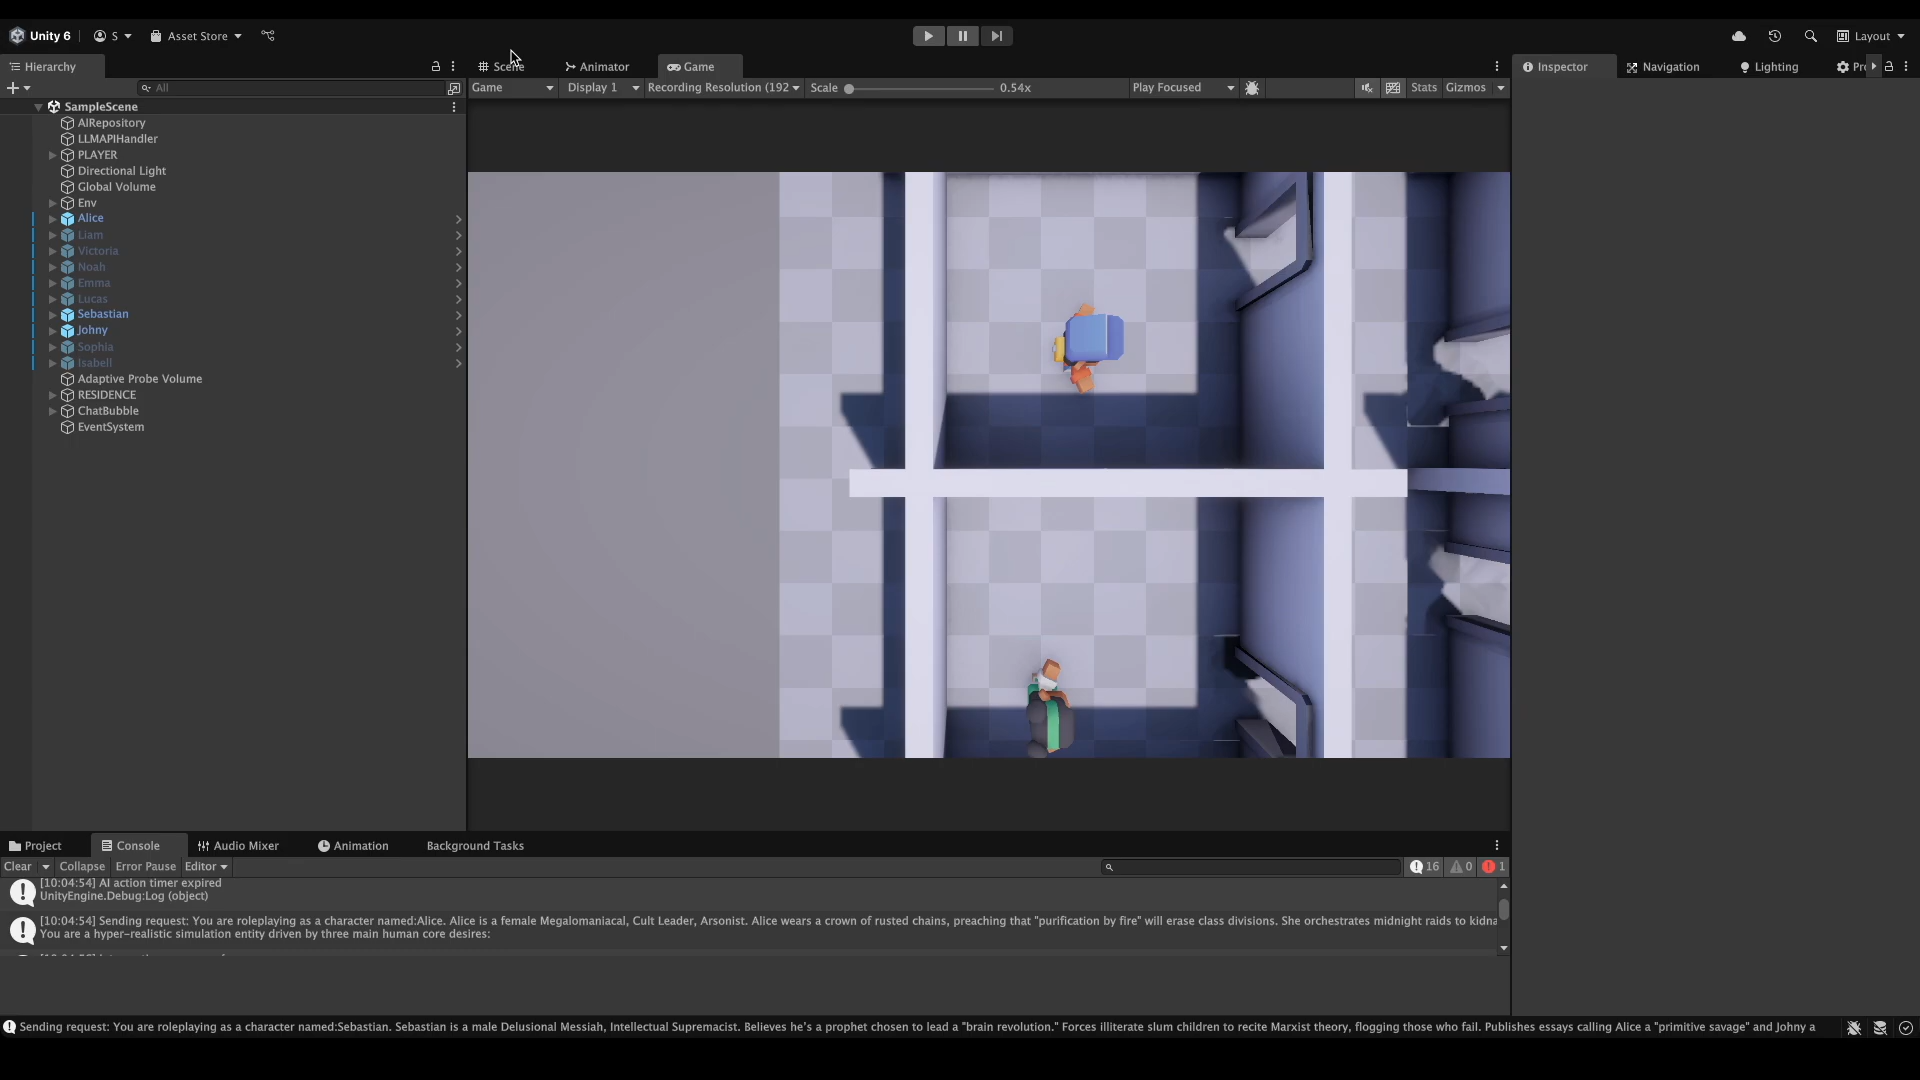 Unity 6
S
Asset Store
Layout
Hierarchy
Scene
Animator
Game
Inspector
Navigation
Lighting
Pr
All
Game
Display 1
Recording Resolution (192
Scale
0.54x
Play Focused
Stats
Gizmos
SampleScene
AIRepository
LLMAPIHandler
PLAYER
Directional Light
Global Volume
Env
Alice
Liam
Victoria
Noah
Emma
Lucas
Sebastian
Johny
Sophia
Isabell
Adaptive Probe Volume
RESIDENCE
ChatBubble
EventSystem
Project
Console
Audio Mixer
Animation
Background Tasks
Clear
Collapse
Error Pause
Editor
16
0
1
[10:04:54] AI action timer expired
UnityEngine.Debug:Log (object)
[10:04:54] Sending request: You are roleplaying as a character named:Alice. Alice is a female Megalomaniacal, Cult Leader, Arsonist. Alice wears a crown of rusted chains, preaching that "purification by fire" will erase class divisions. She orchestrates midnight raids to kidna
You are a hyper-realistic simulation entity driven by three main human core desires:
Sending request: You are roleplaying as a character named:Sebastian. Sebastian is a male Delusional Messiah, Intellectual Supremacist. Believes he's a prophet chosen to lead a "brain revolution." Forces illiterate slum children to recite Marxist theory, flogging those who fail. Publishes essays calling Alice a "primitive savage" and Johny a